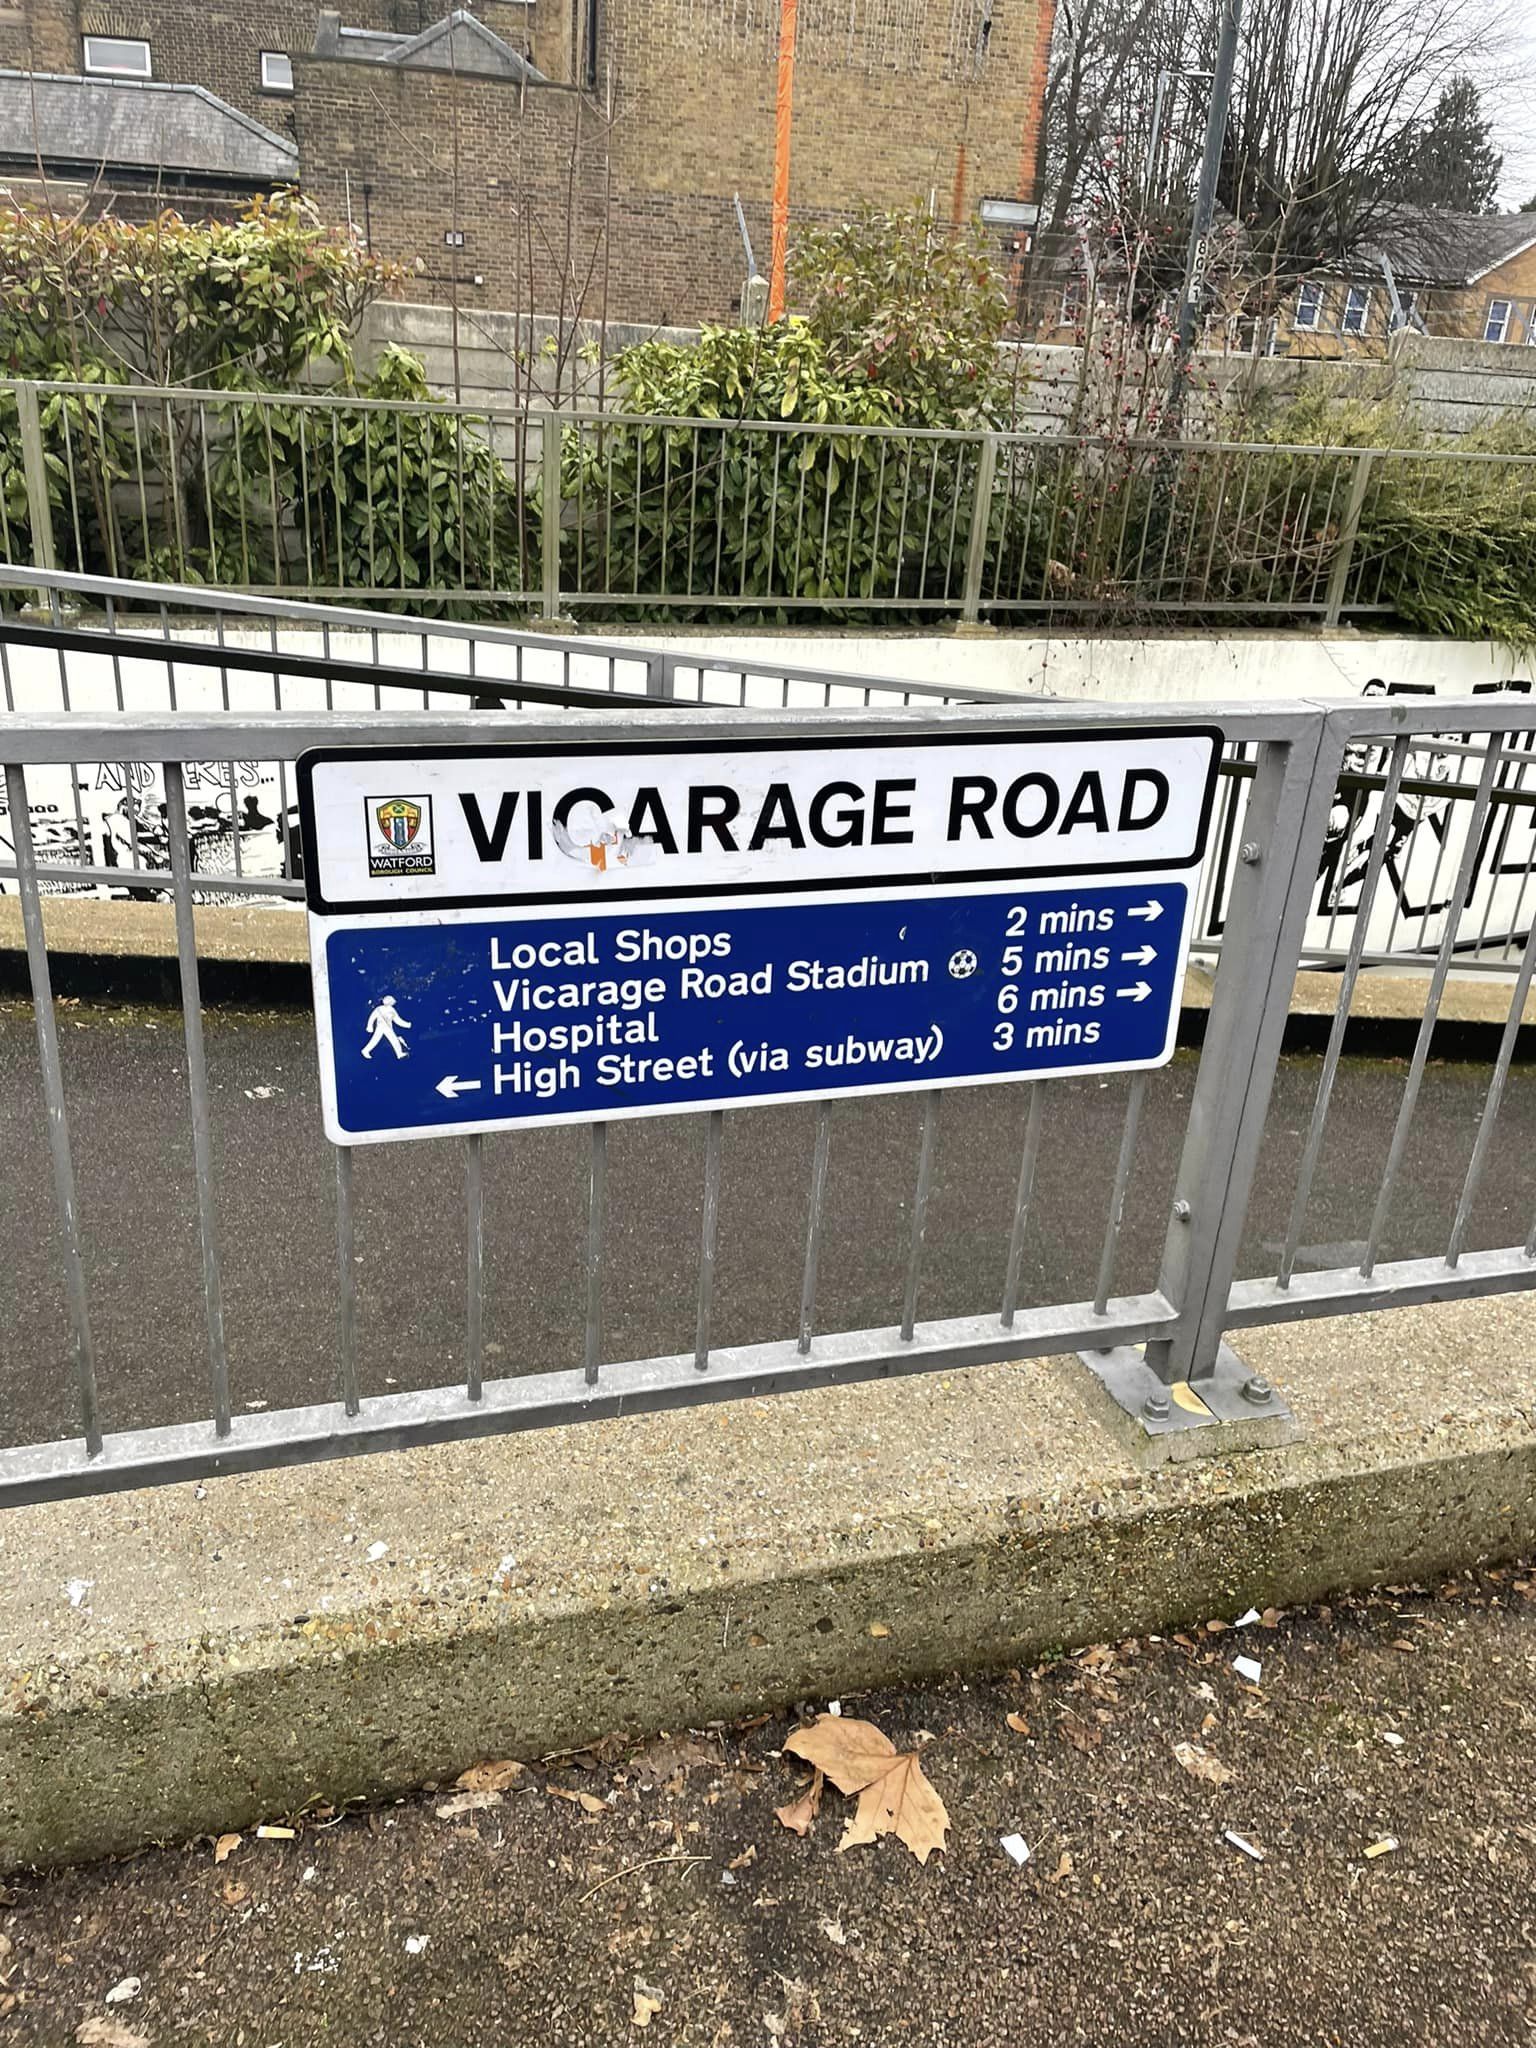 AND
VICARAGE ROAD
WATFORD
BOROUGH COUNCIL
Local Shops 2 mins →
Vicarage Road Stadium 5 mins →
Hospital 6 mins →
← High Street (via subway) 3 mins